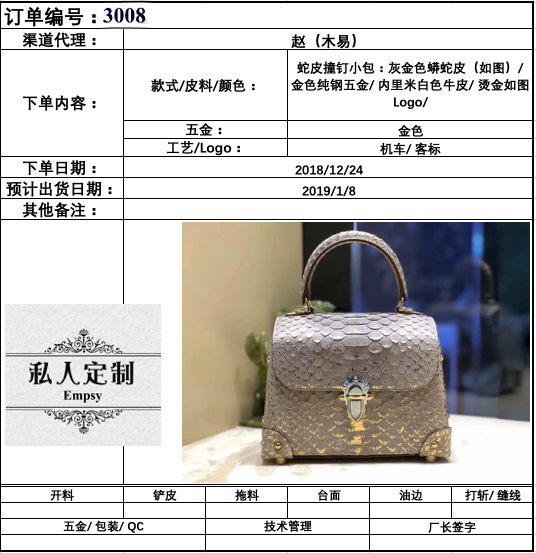 订单编号：3008
渠道代理： 赵（木易）
下单内容： 款式/皮料/颜色： 蛇皮撞钉小包：灰金色蟒蛇皮（如图）/
金色纯钢五金/ 内里米白色牛皮/ 烫金如图
Logo/
五金： 金色
工艺/Logo： 机车/ 客标
下单日期： 2018/12/24
预计出货日期： 2019/1/8
其他备注：
私人定制
Empsy
开料 铲皮 拖料 台面 油边 打斩/ 缝线
五金/ 包装/ QC 技术管理 厂长签字